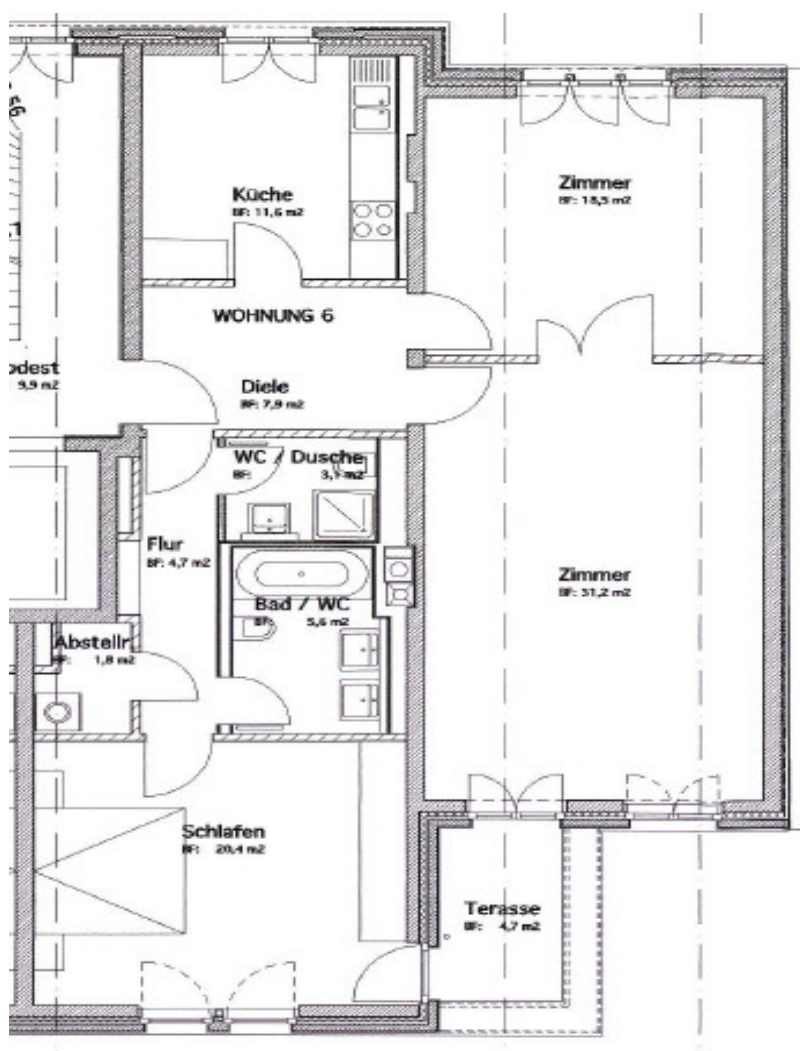 Küche
BF: 11,6 m2
Zimmer
BF: 18,5 m2
WOHNUNG 6
9,9 m2
Diele
BF: 7,9 m2
WC / Dusche
BF:
Flur
BF: 4,7 m2
Zimmer
BF: 31,2 m2
Bad / WC
BF: 5,6 m2
Abstellr.
1,8 m2
Schlafen
BF: 20,4 m2
Terasse
BF: 4,7 m2